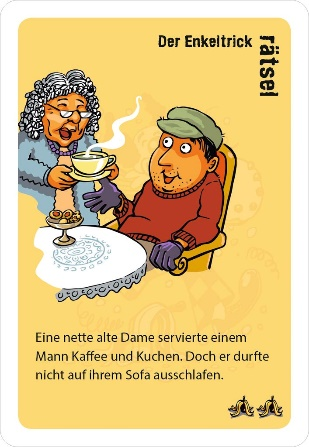 Der Enkeltrick
rätsel
Eine nette alte Dame servierte einem
Mann Kaffee und Kuchen. Doch er durfte
nicht auf ihrem Sofa ausschlafen.